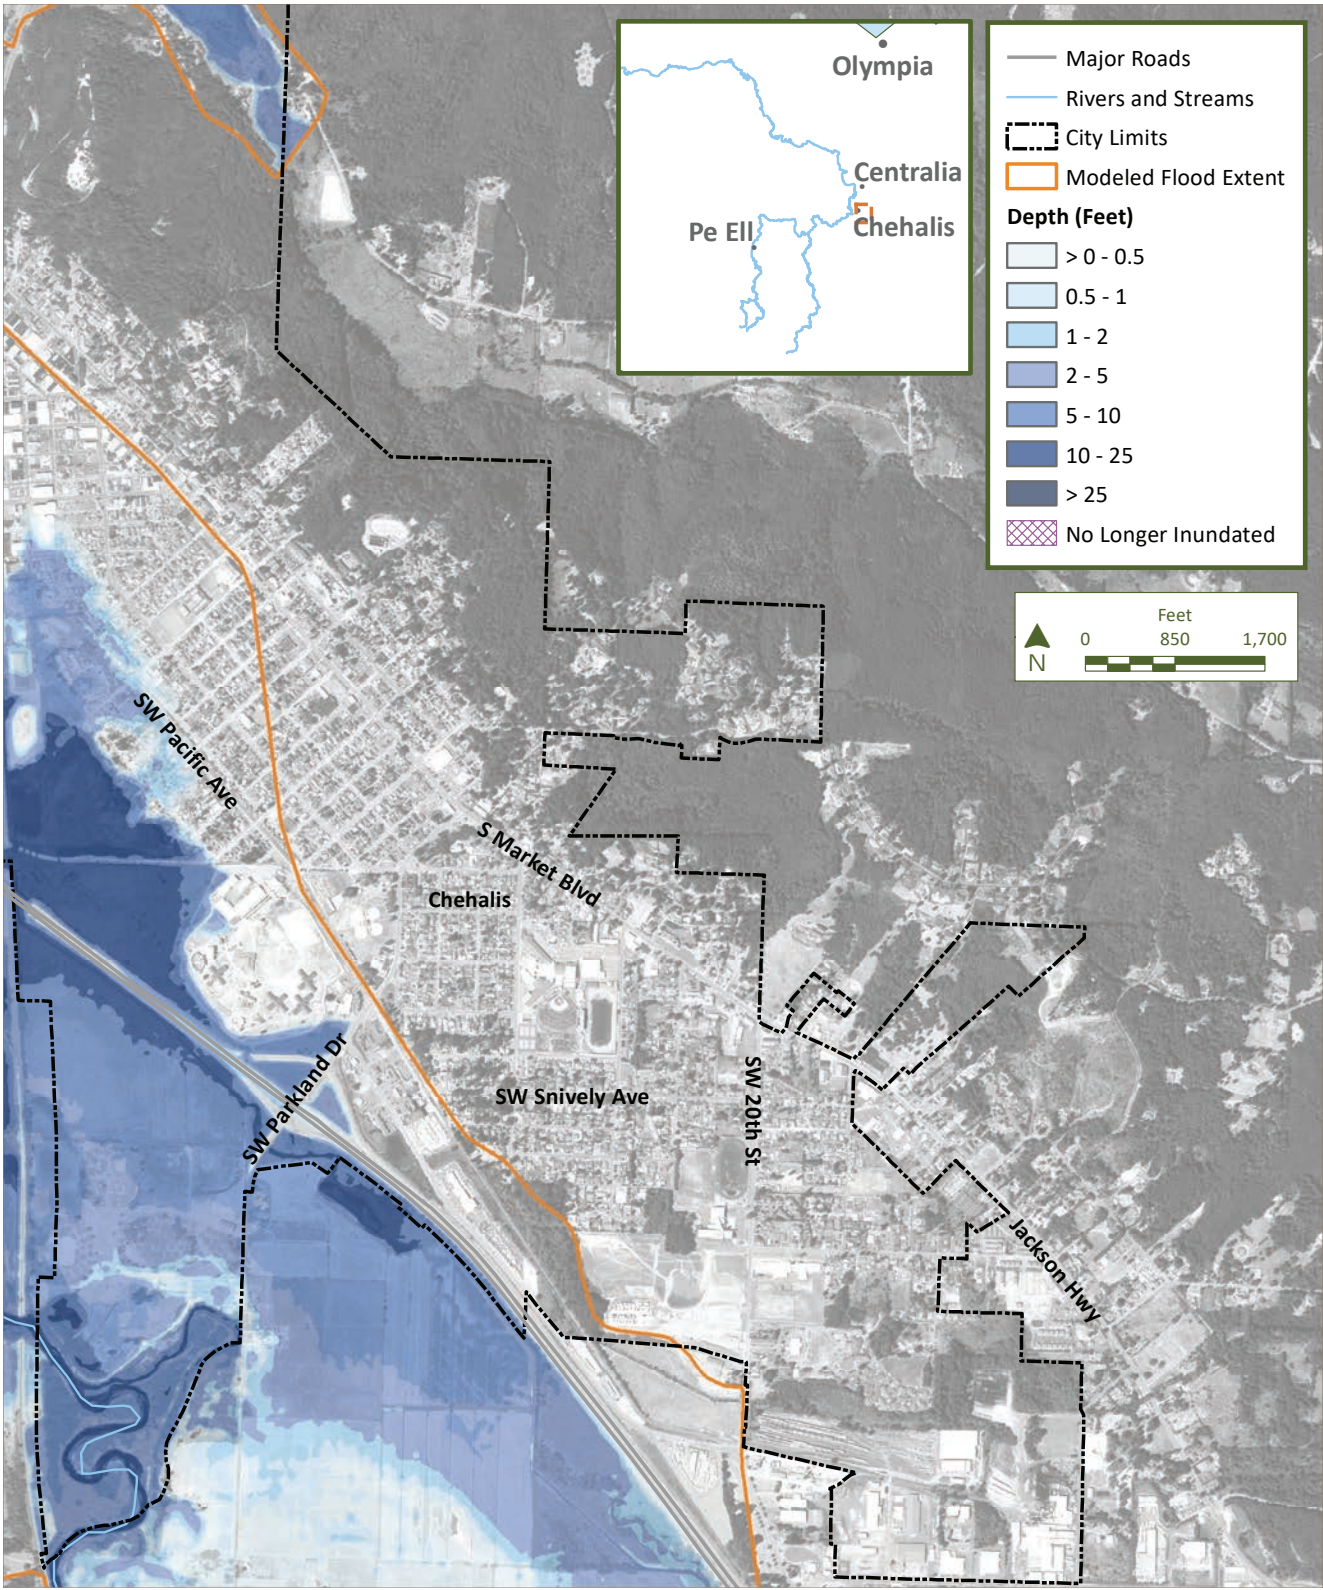 Olympia
Centralia
Chehalis
Pe Ell
Major Roads
Rivers and Streams
City Limits
Modeled Flood Extent
Depth (Feet)
> 0 - 0.5
0.5 - 1
1 - 2
2 - 5
5 - 10
10 - 25
> 25
No Longer Inundated
N
Feet
0 850 1,700
SW Pacific Ave
S Market Blvd
Chehalis
SW Parkland Dr
SW Snively Ave
SW 20th St
Jackson Hwy